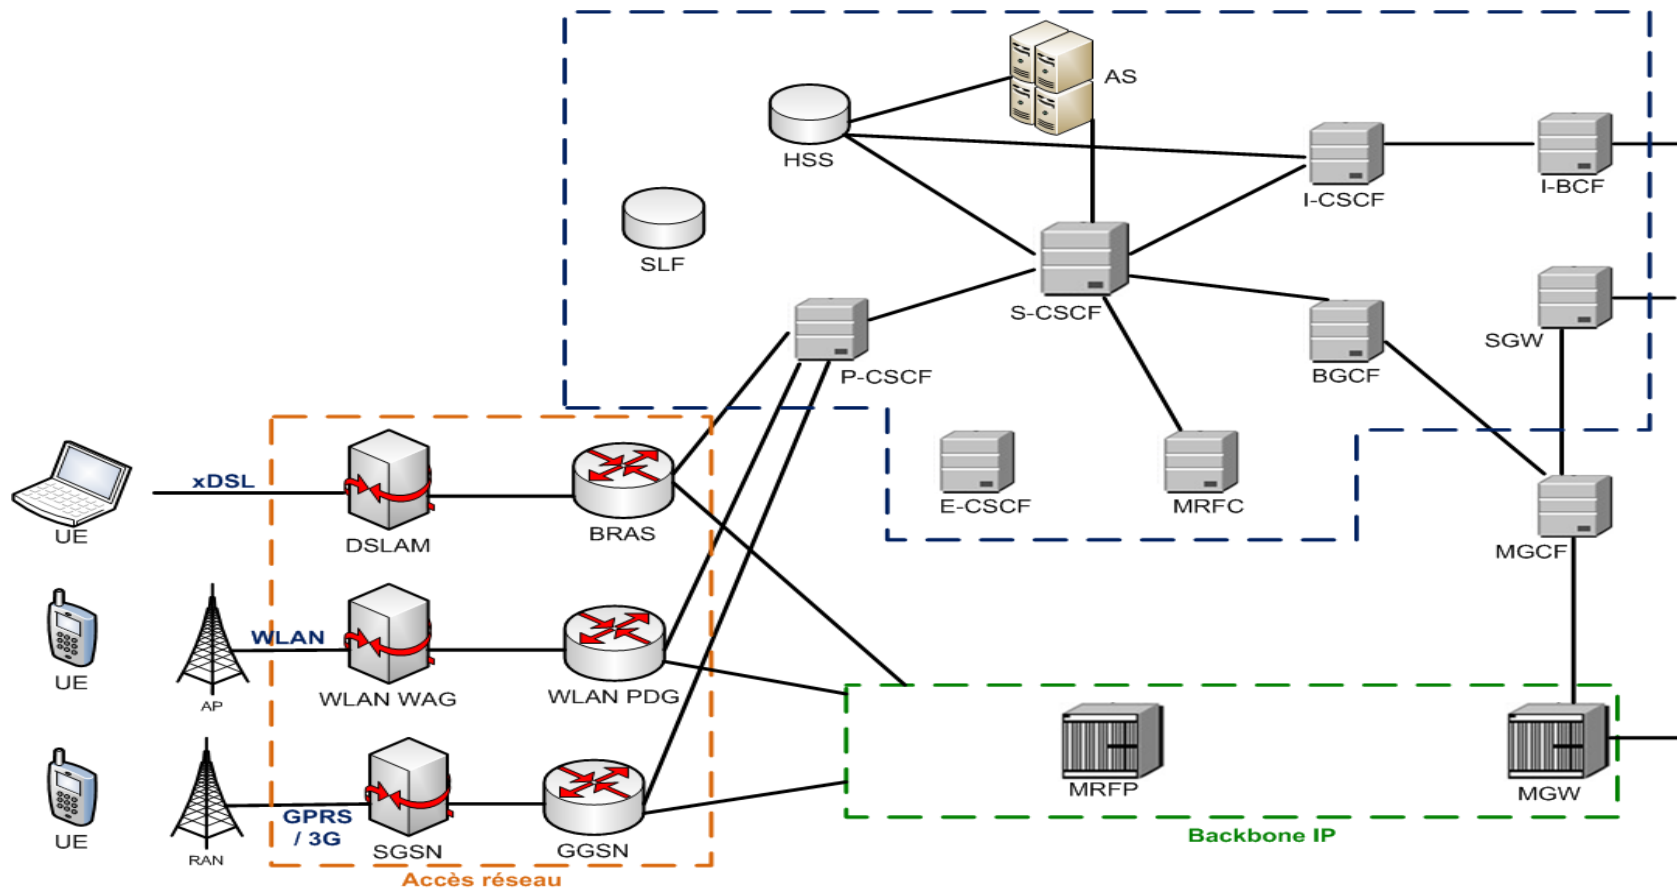 AS
HSS
I-CSCF
I-BCF
SLF
S-CSCF
SGW
P-CSCF
BGCF
xDSL
UE
DSLAM
BRAS
E-CSCF
MRFC
MGCF
WLAN
UE
AP
WLAN WAG
WLAN PDG
MRFP
MGW
GPRS
/ 3G
UE
RAN
SGSN
GGSN
Backbone IP
Accès réseau